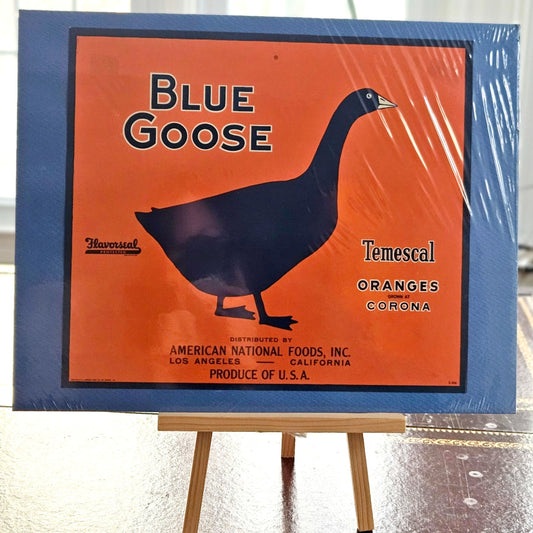 BLUE
GOOSE
Flavorseal
PROTECTED
Temescal
ORANGES
GROWN AT
CORONA
DISTRIBUTED BY
AMERICAN NATIONAL FOODS, INC.
LOS ANGELES — CALIFORNIA
PRODUCE OF U.S.A.